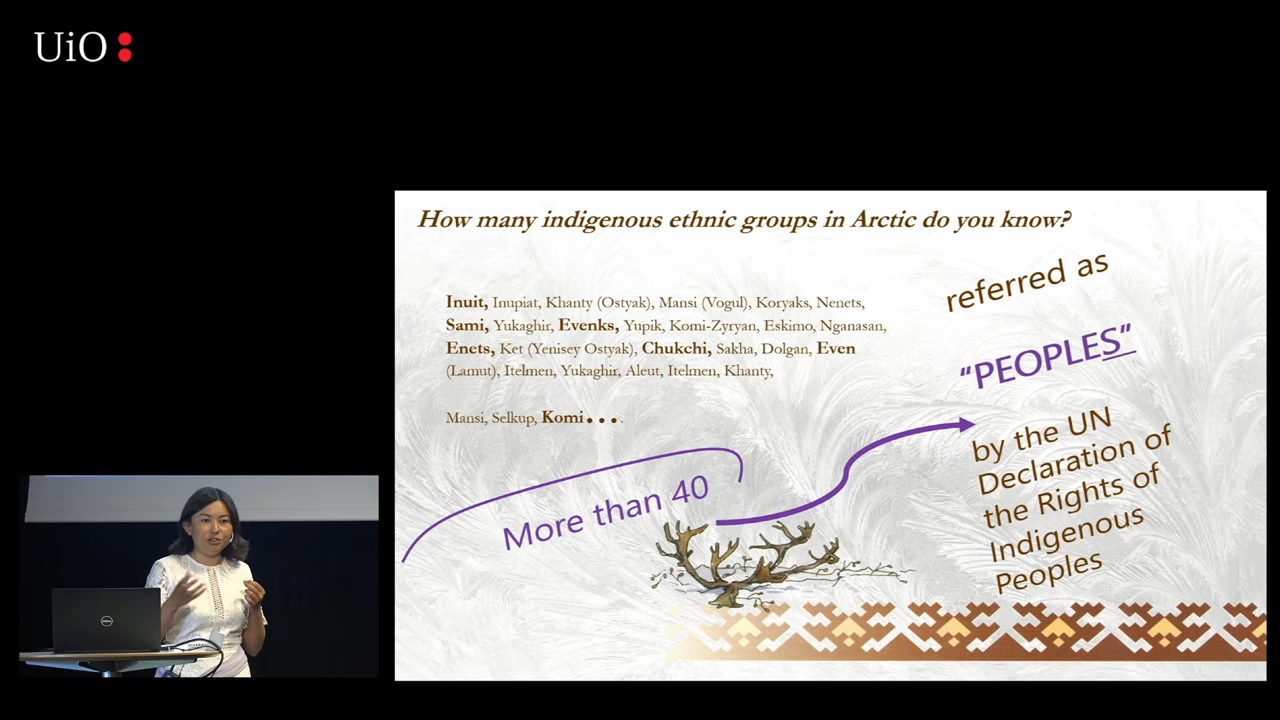 UiO
How many indigenous ethnic groups in Arctic do you know?
Inuit, Inupiat, Khanty (Ostyak), Mansi (Vogul), Koryaks, Nenets,
Sami, Yukaghir, Evenks, Yupik, Komi-Zyryan, Eskimo, Nganasan,
Enets, Ket (Yenisey Ostyak), Chukchi, Sakha, Dolgan, Even
(Lamut), Itelmen, Yukaghir, Aleut, Itelmen, Khanty,
Mansi, Selkup, Komi....
More than 40
referred as
“PEOPLES”
by the UN
Declaration of
the Rights of
Indigenous
Peoples
DELL